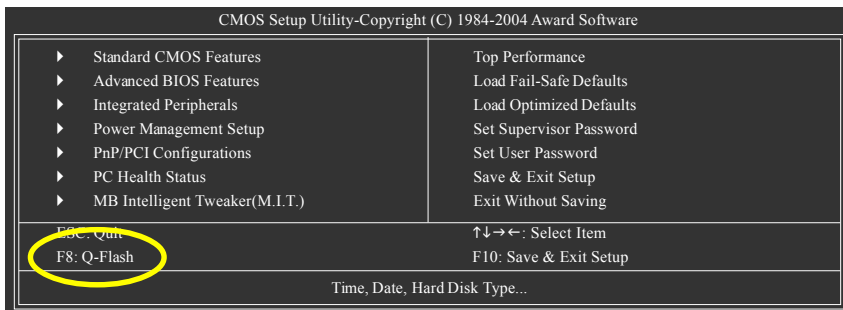 CMOS Setup Utility-Copyright (C) 1984-2004 Award Software
Standard CMOS Features
Advanced BIOS Features
Integrated Peripherals
Power Management Setup
PnP/PCI Configurations
PC Health Status
MB Intelligent Tweaker(M.I.T.)
Top Performance
Load Fail-Safe Defaults
Load Optimized Defaults
Set Supervisor Password
Set User Password
Save & Exit Setup
Exit Without Saving
ESC: Quit
F8: Q-Flash
↑↓→←: Select Item
F10: Save & Exit Setup
Time, Date, Hard Disk Type...